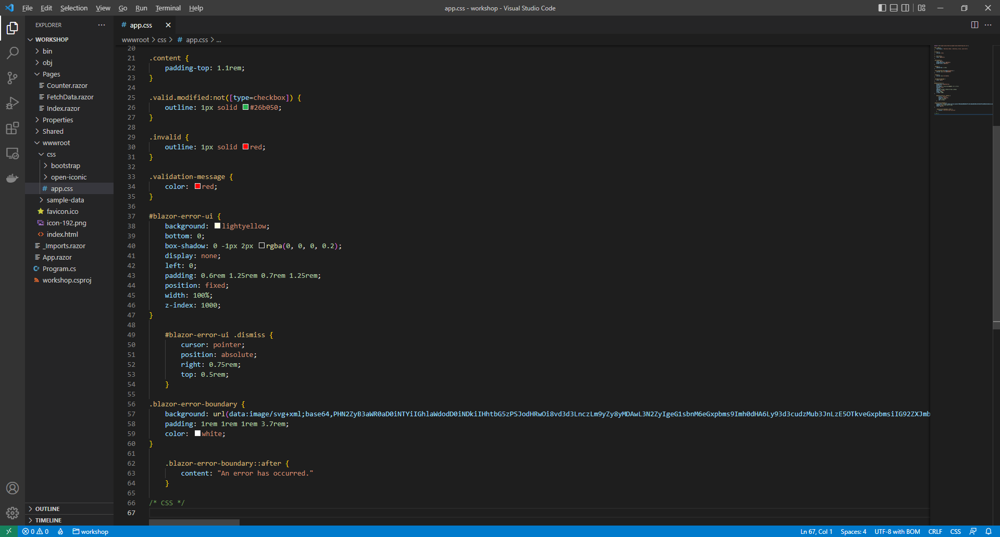 File Edit Selection View Go Run Terminal Help
app.css - workshop - Visual Studio Code
EXPLORER
WORKSHOP
bin
obj
Pages
Counter.razor
FetchData.razor
Index.razor
Properties
Shared
wwwroot
css
bootstrap
open-iconic
# app.css
sample-data
favicon.ico
icon-192.png
index.html
_Imports.razor
App.razor
Program.cs
workshop.csproj
OUTLINE
TIMELINE
# app.css
wwwroot > css > # app.css > ...
20
21 .content {
22 padding-top: 1.1rem;
23 }
24
25 .valid.modified:not([type=checkbox]) {
26 outline: 1px solid #26b050;
27 }
28
29 .invalid {
30 outline: 1px solid red;
31 }
32
33 .validation-message {
34 color: red;
35 }
36
37 #blazor-error-ui {
38 background: lightyellow;
39 bottom: 0;
40 box-shadow: 0 -1px 2px rgba(0, 0, 0, 0.2);
41 display: none;
42 left: 0;
43 padding: 0.6rem 1.25rem 0.7rem 1.25rem;
44 position: fixed;
45 width: 100%;
46 z-index: 1000;
47 }
48
49 #blazor-error-ui .dismiss {
50 cursor: pointer;
51 position: absolute;
52 right: 0.75rem;
53 top: 0.5rem;
54 }
55
56 .blazor-error-boundary {
57 background: url(data:image/svg+xml;base64,PHN2ZyB3aWR0aD0iNTYiIGhlaWdodD0iNDkiIHhtbG5zPSJodHRwOi8vd3d3LnczLm9yZy8yMDAwL3N2ZyIgeG1sbnM6eGxpbms9Imh0dHA6Ly93d3cudzMub3JnLzE5OTkveGxpbmsiIG92ZXJmb
58 padding: 1rem 1rem 1rem 3.7rem;
59 color: white;
60 }
61
62 .blazor-error-boundary::after {
63 content: "An error has occurred."
64 }
65
66 /* CSS */
67
0 0 workshop
Ln 67, Col 1 Spaces: 4 UTF-8 with BOM CRLF CSS